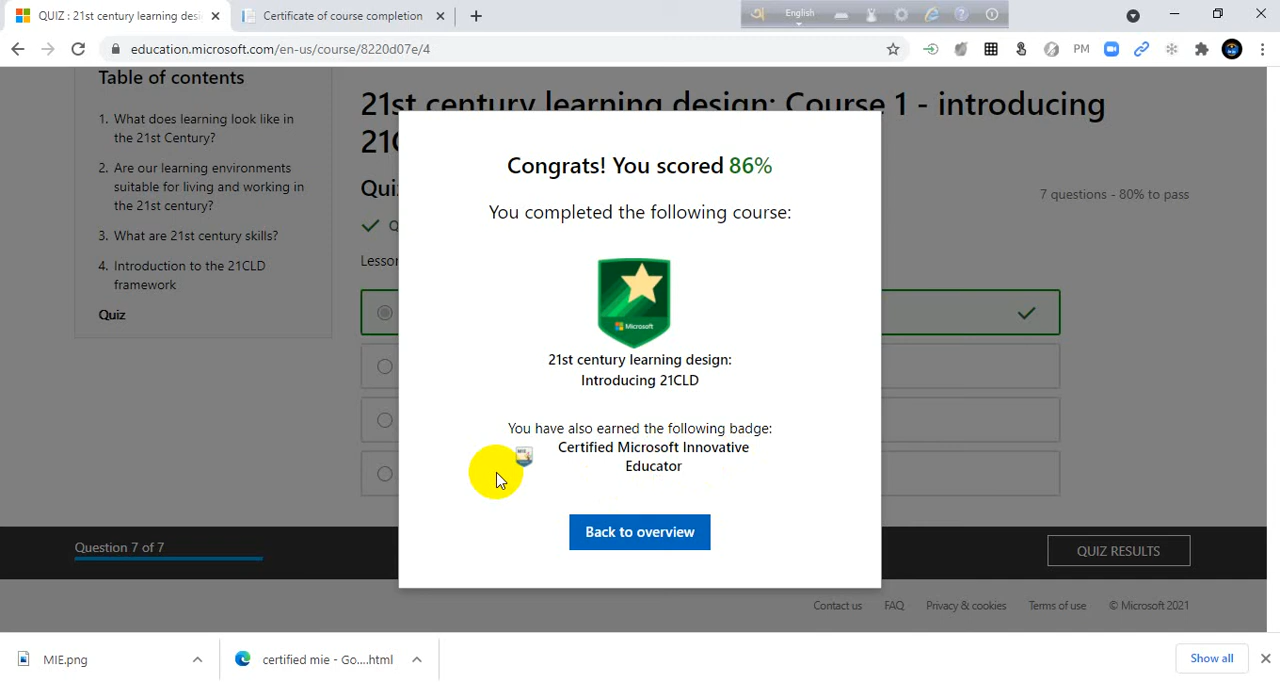 QUIZ : 21st century learning desi
Certificate of course completion
English
education.microsoft.com/en-us/course/8220d07e/4
PM
Table of contents
1. What does learning look like in
the 21st Century?
2. Are our learning environments
suitable for living and working in
the 21st century?
3. What are 21st century skills?
4. Introduction to the 21CLD
framework
Quiz
21st century learning design: Course 1 - introducing
21C
Qui
7 questions - 80% to pass
Q
Lesson
Congrats! You scored 86%
You completed the following course:
Microsoft
21st century learning design:
Introducing 21CLD
You have also earned the following badge:
Certified Microsoft Innovative
Educator
Back to overview
Question 7 of 7
QUIZ RESULTS
Contact us FAQ Privacy & cookies Terms of use © Microsoft 2021
MIE.png
certified mie - Go....html
Show all